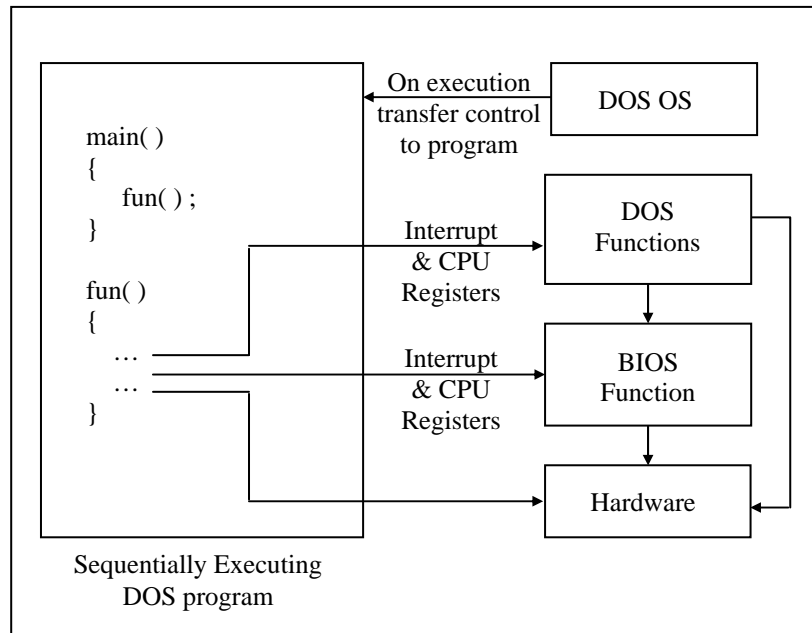 main( )
{
fun( ) ;
}
fun( )
{
…
…
}
On execution
transfer control
to program
DOS OS
Interrupt
& CPU
Registers
DOS
Functions
Interrupt
& CPU
Registers
BIOS
Function
Hardware
Sequentially Executing
DOS program